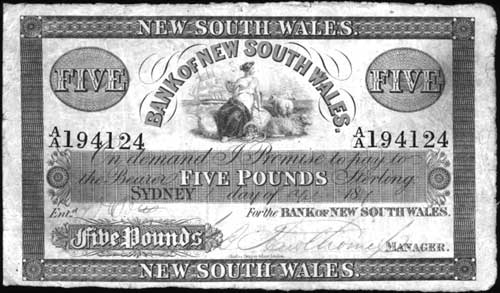 NEW SOUTH WALES.
BANK OF NEW SOUTH WALES.
FIVE FIVE
A/A 194124 A/A 194124
On demand I Promise to pay to
the Bearer FIVE POUNDS Sterling
SYDNEY day of 18
Entd. For the BANK OF NEW SOUTH WALES.
Five Pounds
MANAGER.
NEW SOUTH WALES.